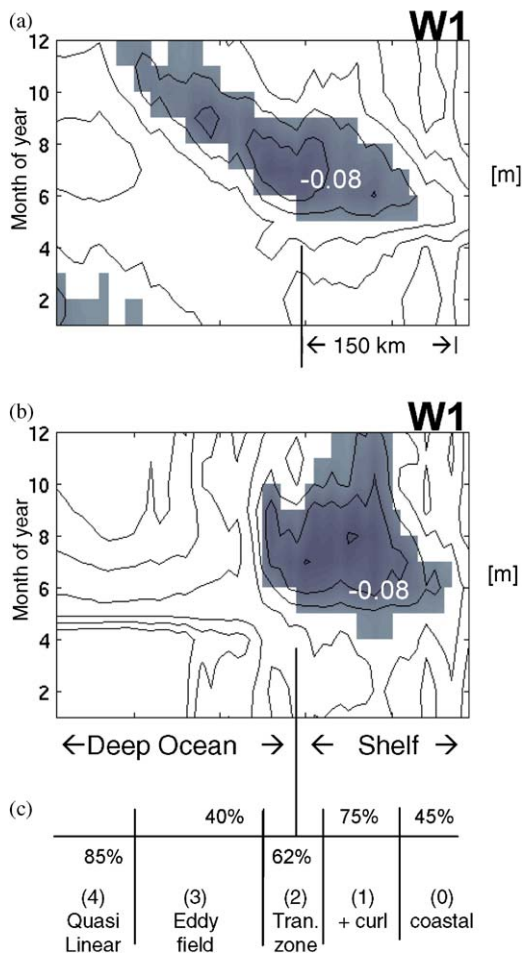 (a)
W1
12
10
8
6
4
2
Month of year
-0.08
[m]
← 150 km →
(b)
W1
12
10
8
6
4
2
Month of year
-0.08
[m]
←Deep Ocean → ← Shelf →
(c)
40% 75% 45%
85% 62%
(4) (3) (2) (1) (0)
Quasi Eddy Tran. + curl coastal
Linear field zone